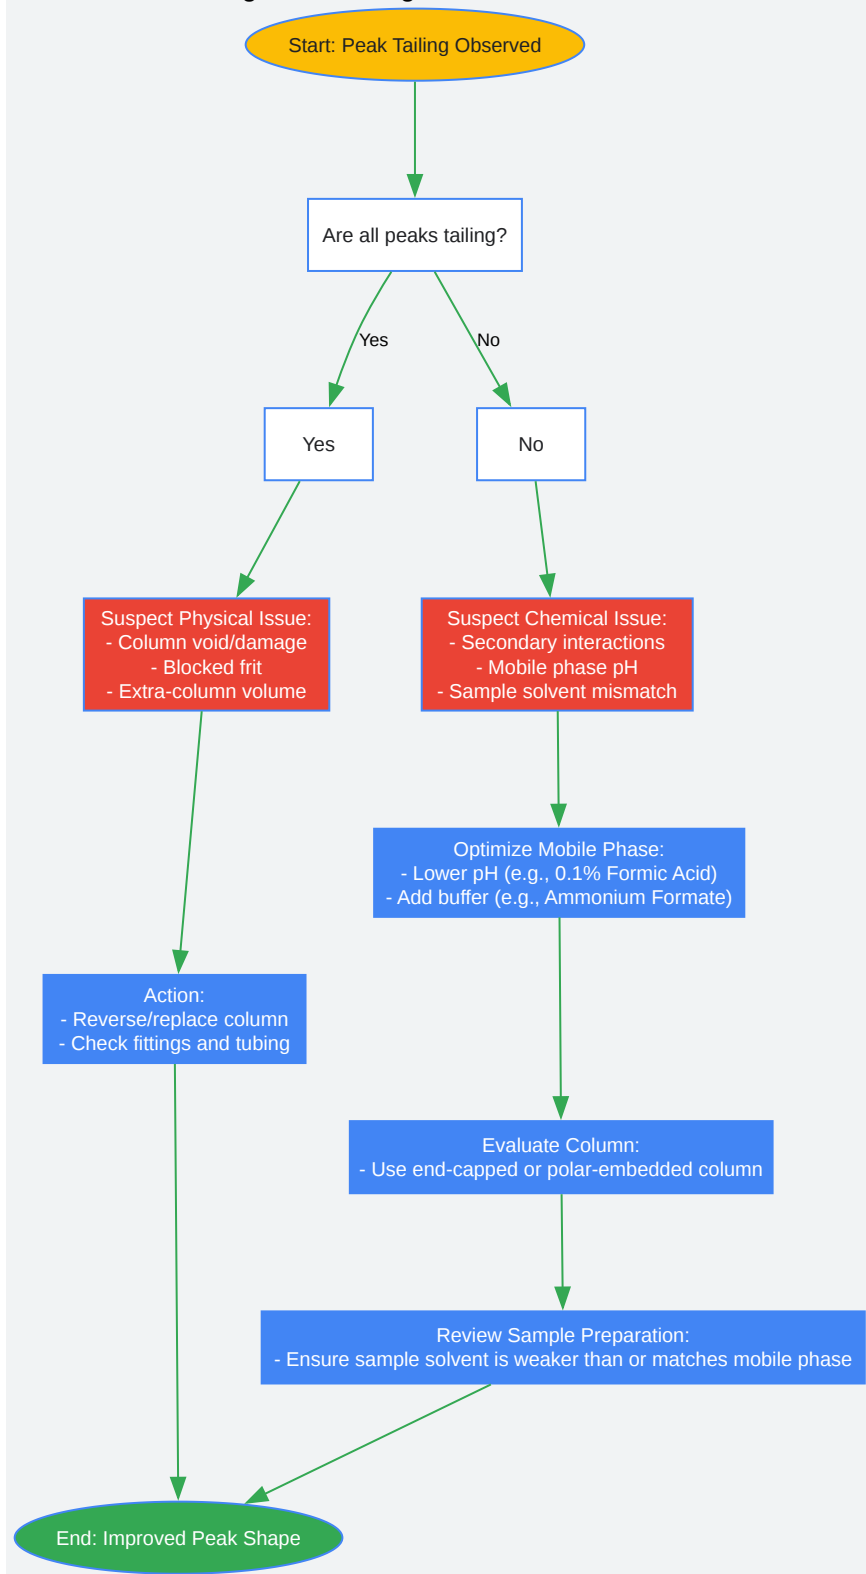 Start: Peak Tailing Observed
Are all peaks tailing?
Yes
No
Yes
No
Suspect Physical Issue:
- Column void/damage
- Blocked frit
- Extra-column volume
Suspect Chemical Issue:
- Secondary interactions
- Mobile phase pH
- Sample solvent mismatch
Optimize Mobile Phase:
- Lower pH (e.g., 0.1% Formic Acid)
- Add buffer (e.g., Ammonium Formate)
Action:
- Reverse/replace column
- Check fittings and tubing
Evaluate Column:
- Use end-capped or polar-embedded column
Review Sample Preparation:
- Ensure sample solvent is weaker than or matches mobile phase
End: Improved Peak Shape